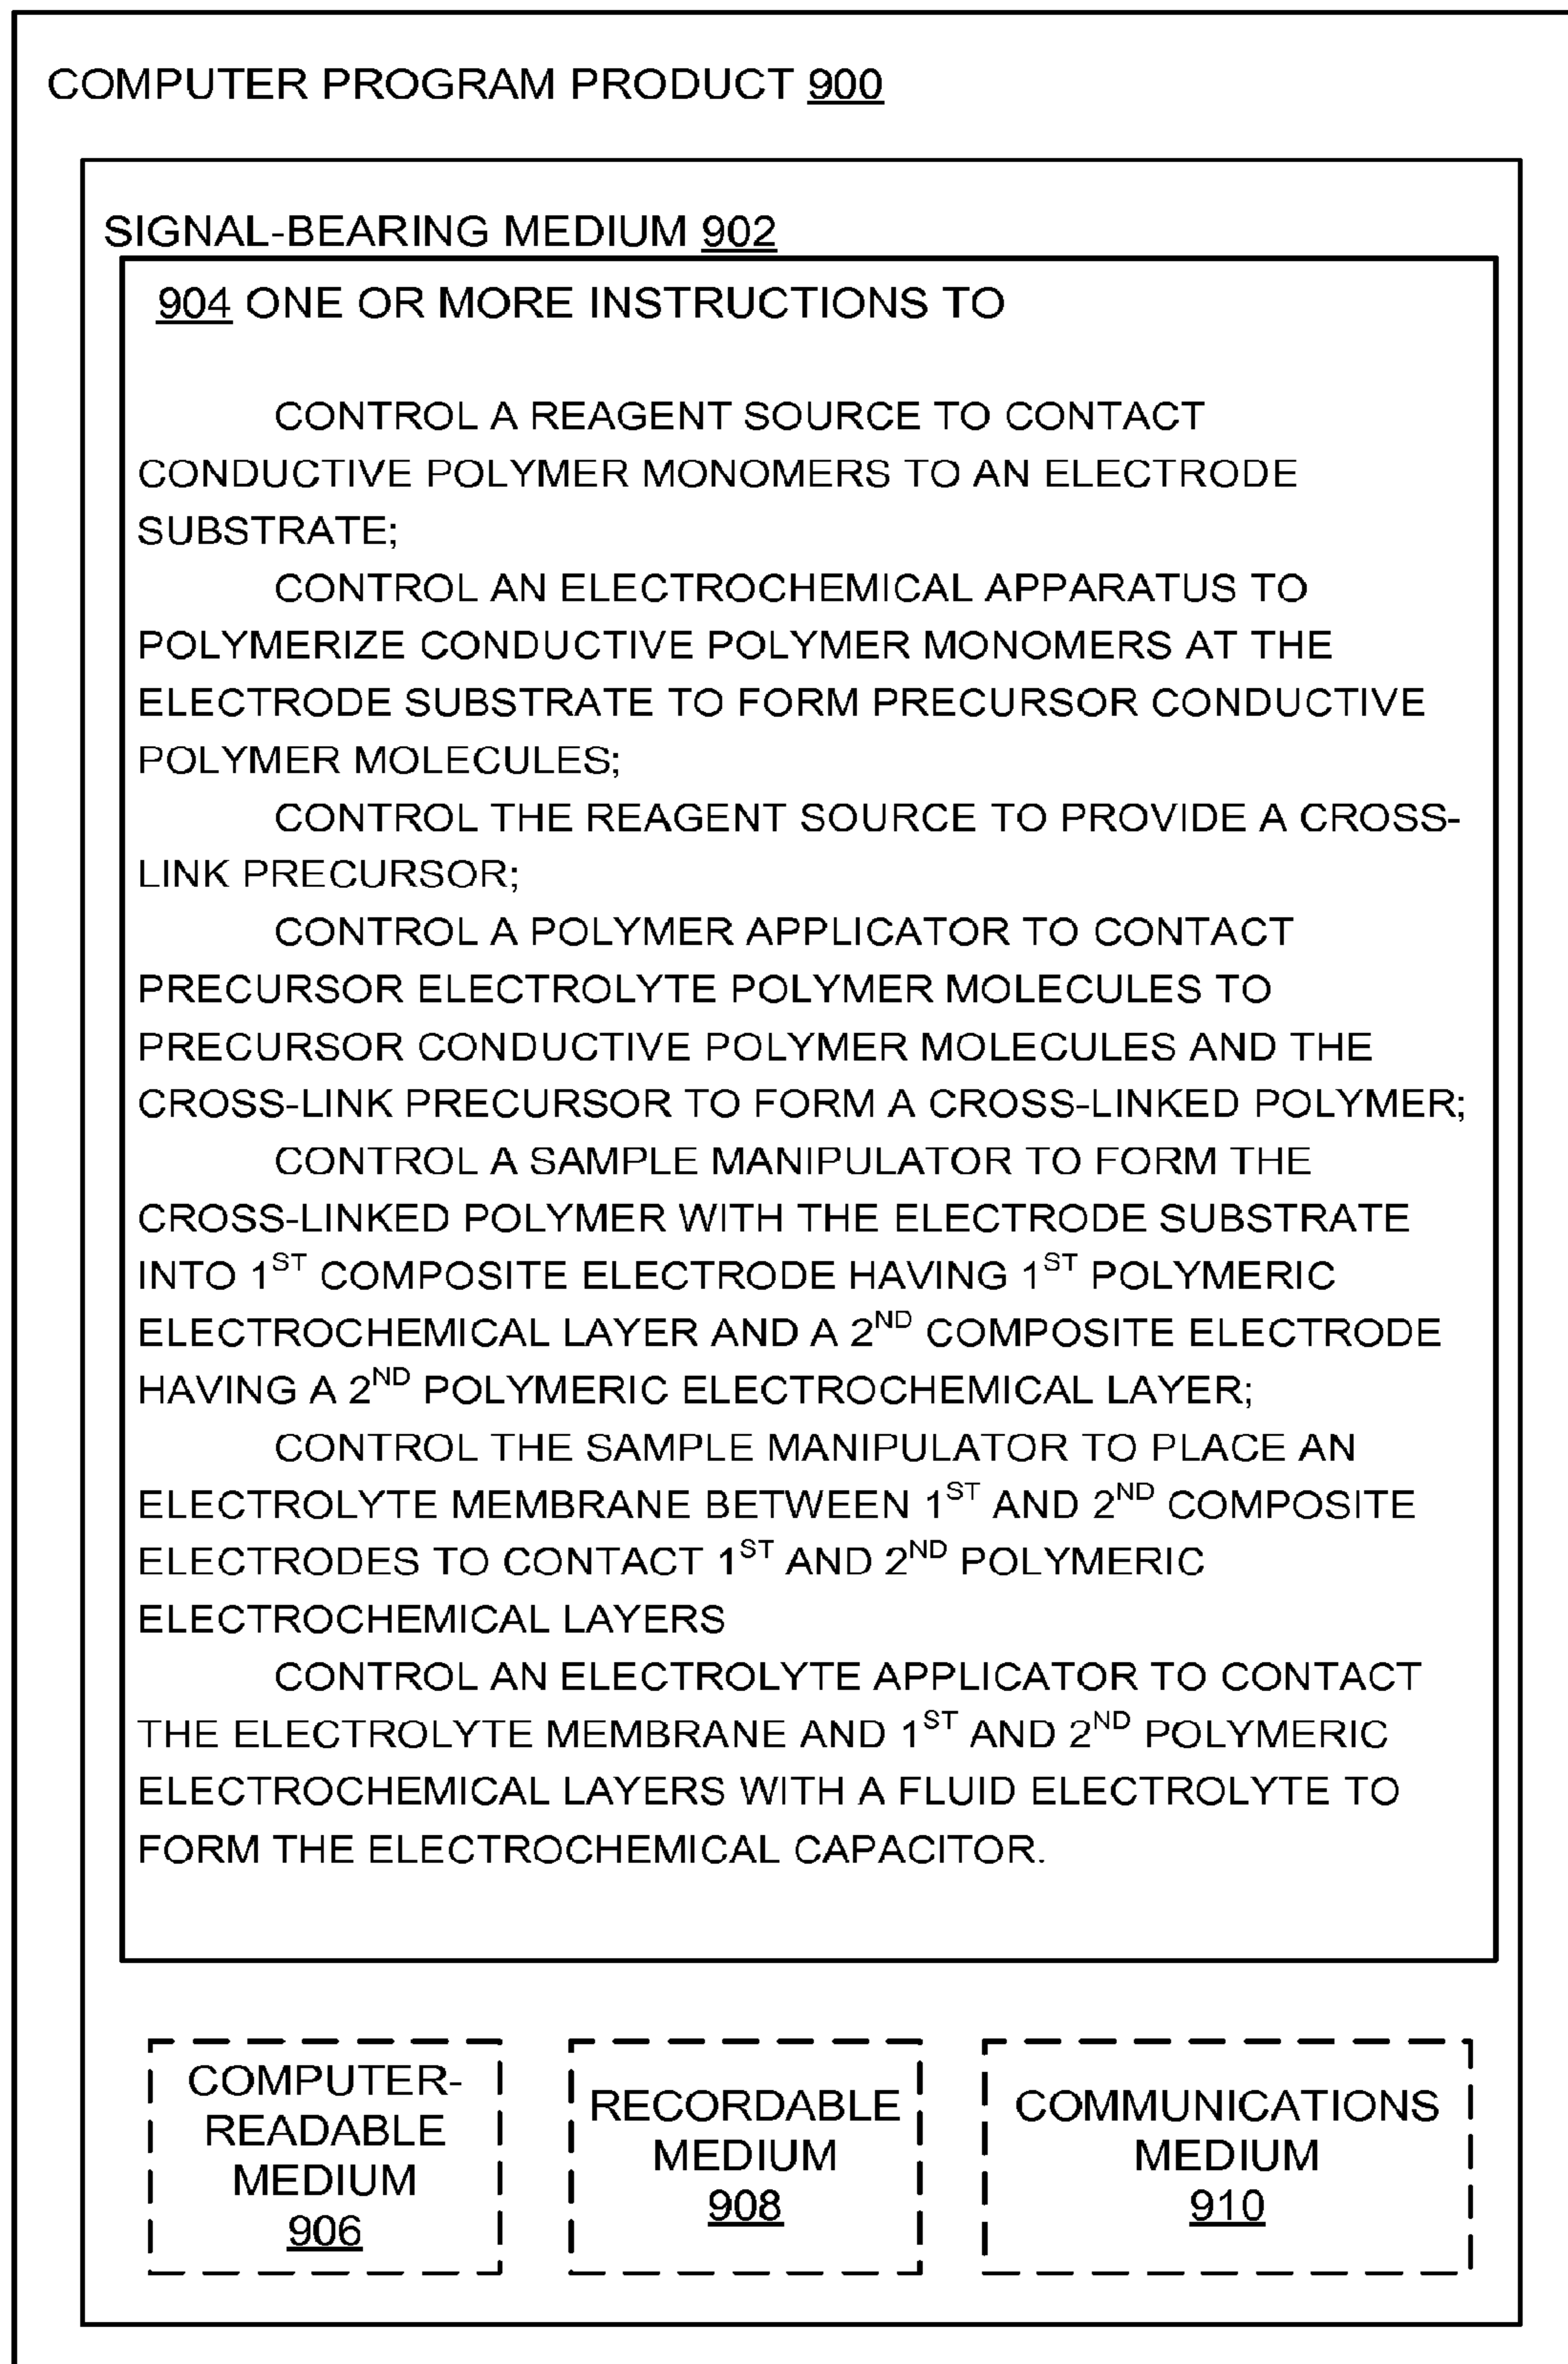 COMPUTER PROGRAM PRODUCT 900
SIGNAL-BEARING MEDIUM 902
904 ONE OR MORE INSTRUCTIONS TO
CONTROL A REAGENT SOURCE TO CONTACT
CONDUCTIVE POLYMER MONOMERS TO AN ELECTRODE
SUBSTRATE;
CONTROL AN ELECTROCHEMICAL APPARATUS TO
POLYMERIZE CONDUCTIVE POLYMER MONOMERS AT THE
ELECTRODE SUBSTRATE TO FORM PRECURSOR CONDUCTIVE
POLYMER MOLECULES;
CONTROL THE REAGENT SOURCE TO PROVIDE A CROSS-
LINK PRECURSOR;
CONTROL A POLYMER APPLICATOR TO CONTACT
PRECURSOR ELECTROLYTE POLYMER MOLECULES TO
PRECURSOR CONDUCTIVE POLYMER MOLECULES AND THE
CROSS-LINK PRECURSOR TO FORM A CROSS-LINKED POLYMER;
CONTROL A SAMPLE MANIPULATOR TO FORM THE
CROSS-LINKED POLYMER WITH THE ELECTRODE SUBSTRATE
INTO 1ST COMPOSITE ELECTRODE HAVING 1ST POLYMERIC
ELECTROCHEMICAL LAYER AND A 2ND COMPOSITE ELECTRODE
HAVING A 2ND POLYMERIC ELECTROCHEMICAL LAYER;
CONTROL THE SAMPLE MANIPULATOR TO PLACE AN
ELECTROLYTE MEMBRANE BETWEEN 1ST AND 2ND COMPOSITE
ELECTRODES TO CONTACT 1ST AND 2ND POLYMERIC
ELECTROCHEMICAL LAYERS
CONTROL AN ELECTROLYTE APPLICATOR TO CONTACT
THE ELECTROLYTE MEMBRANE AND 1ST AND 2ND POLYMERIC
ELECTROCHEMICAL LAYERS WITH A FLUID ELECTROLYTE TO
FORM THE ELECTROCHEMICAL CAPACITOR.
COMPUTER-
READABLE
MEDIUM
906
RECORDABLE
MEDIUM
908
COMMUNICATIONS
MEDIUM
910